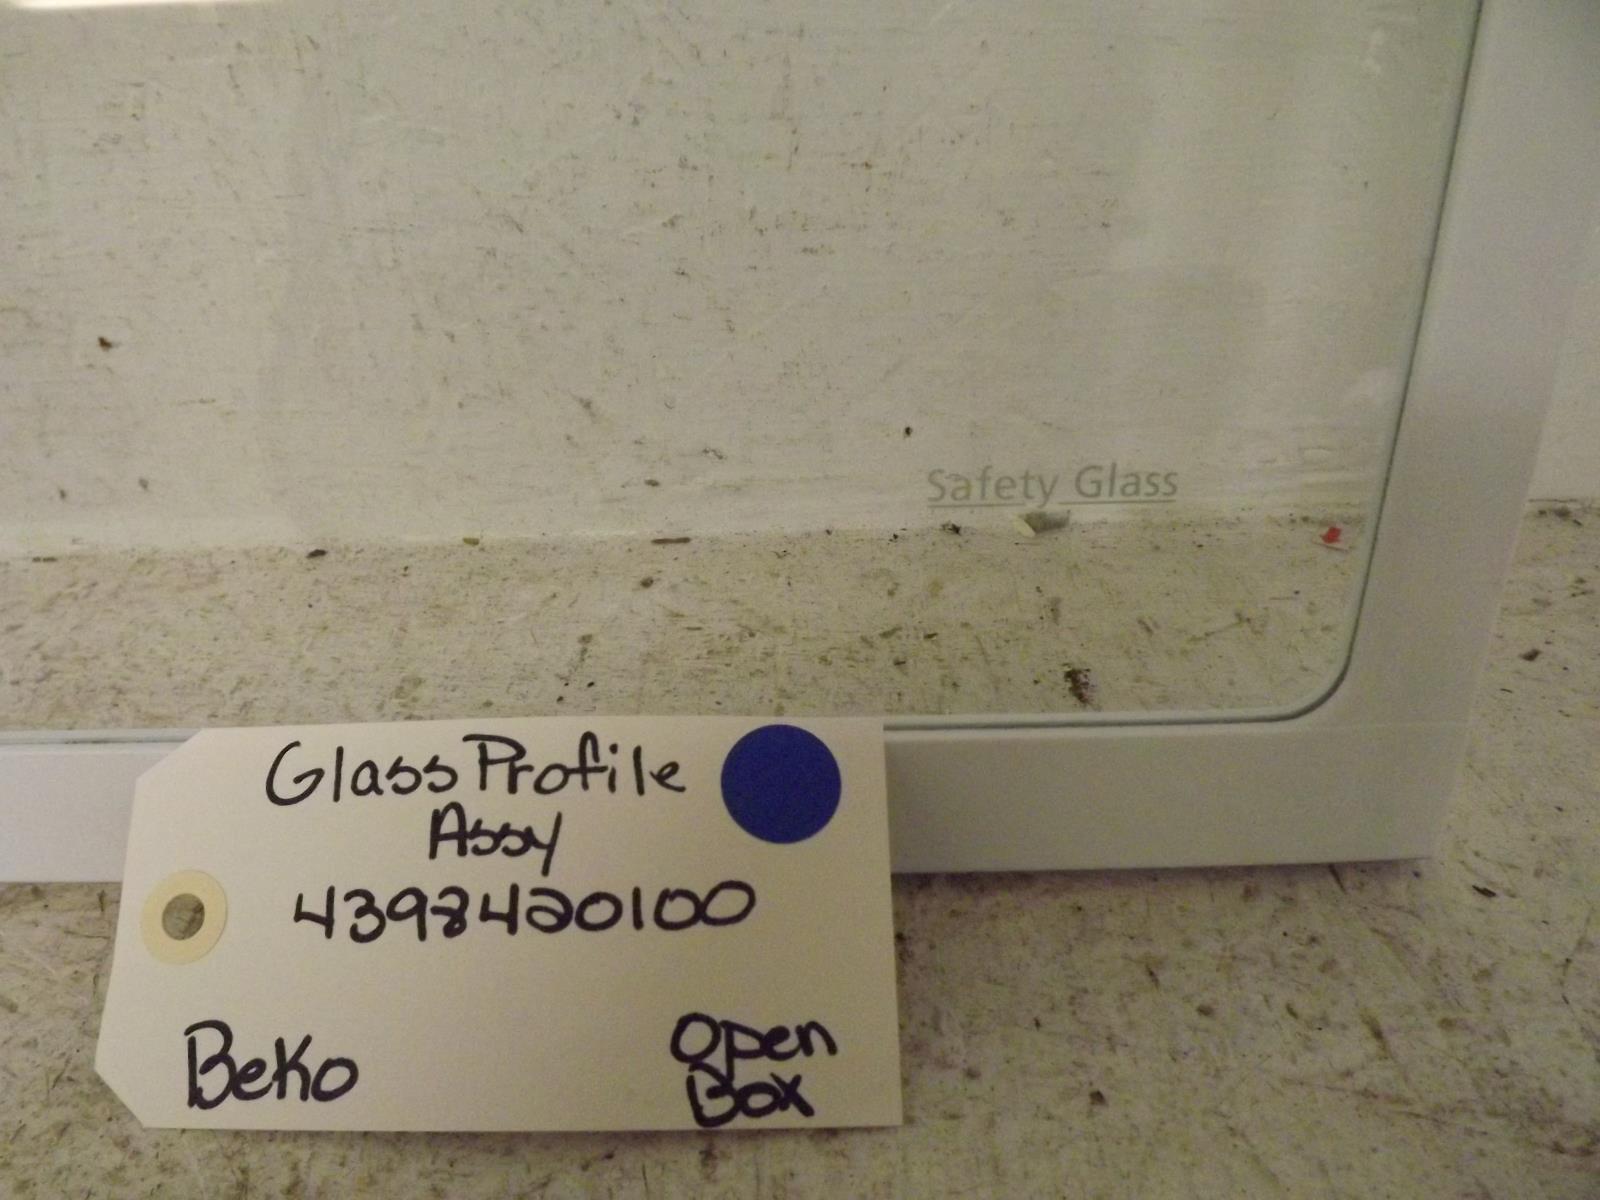 Safety Glass
Glass Profile
Assy
4398420100
Beko
Open
Box